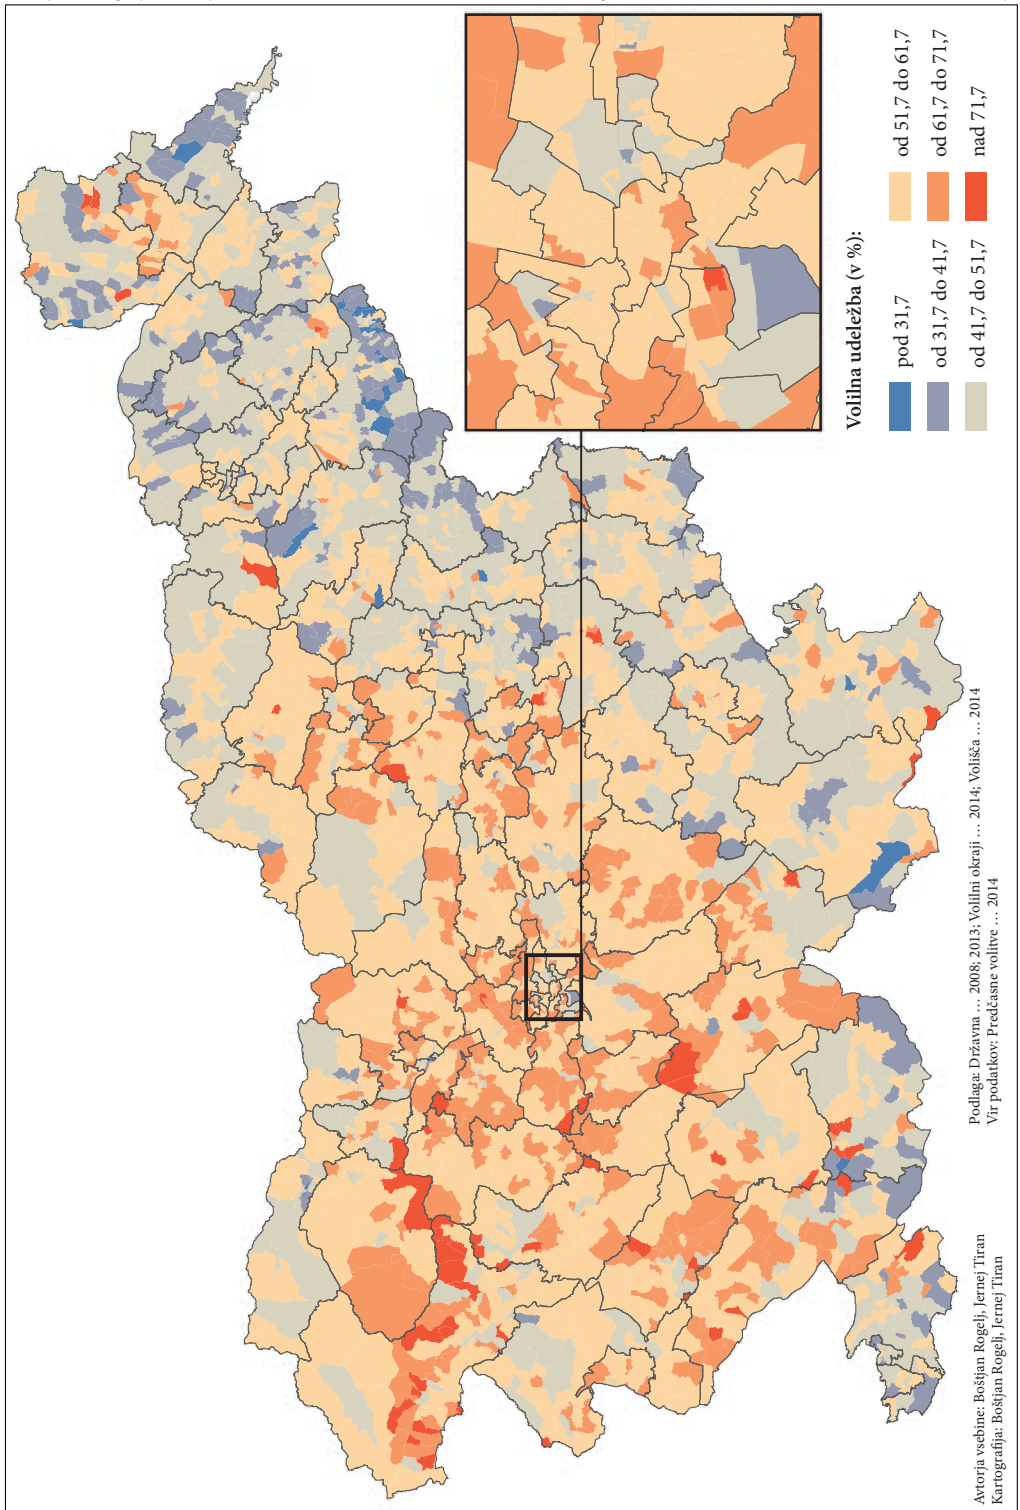 Volilna udeležba (v %):
pod 31,7
od 31,7 do 41,7
od 41,7 do 51,7
od 51,7 do 61,7
od 61,7 do 71,7
nad 71,7
Avtorja vsebine: Boštjan Rogelj, Jernej Tiran
Kartografija: Boštjan Rogelj, Jernej Tiran
Podlaga: Državna … 2008; 2013; Volilni okraji … 2014; Volišča … 2014
Vir podatkov: Predčasne volitve … 2014